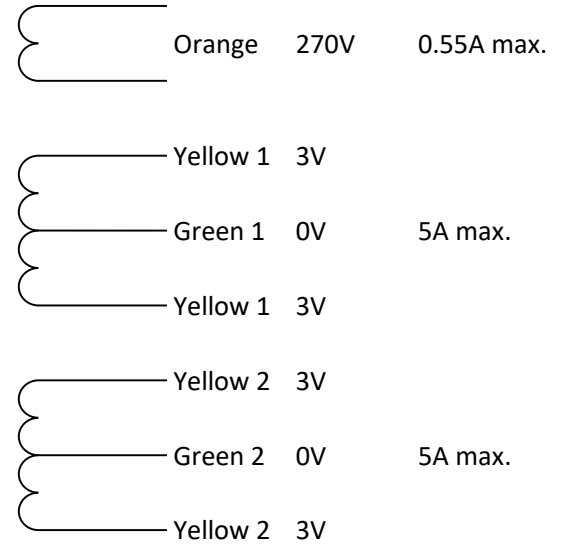 Orange 270V 0.55A max.
Yellow 1 3V
Green 1 0V 5A max.
Yellow 1 3V
Yellow 2 3V
Green 2 0V 5A max.
Yellow 2 3V